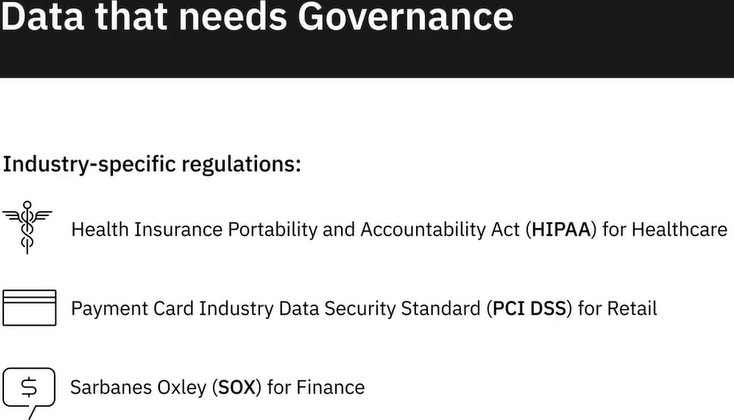 Data that needs Governance
Industry-specific regulations:
Health Insurance Portability and Accountability Act (HIPAA) for Healthcare
Payment Card Industry Data Security Standard (PCI DSS) for Retail
$
Sarbanes Oxley (SOX) for Finance